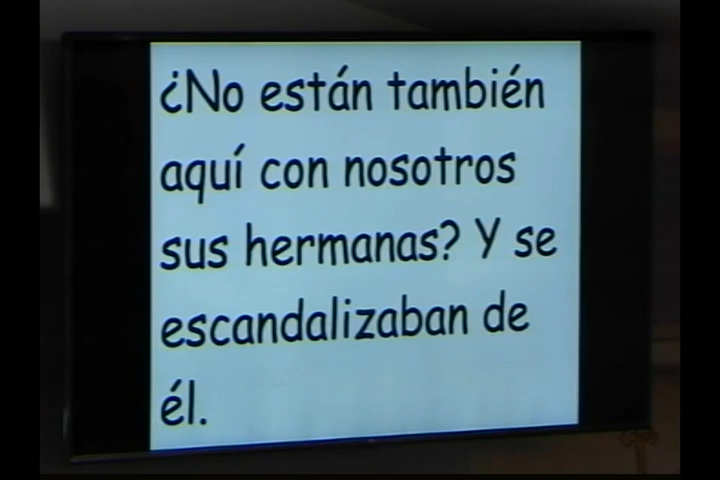 ¿No están también
aquí con nosotros
sus hermanas? Y se
escandalizaban de
él.